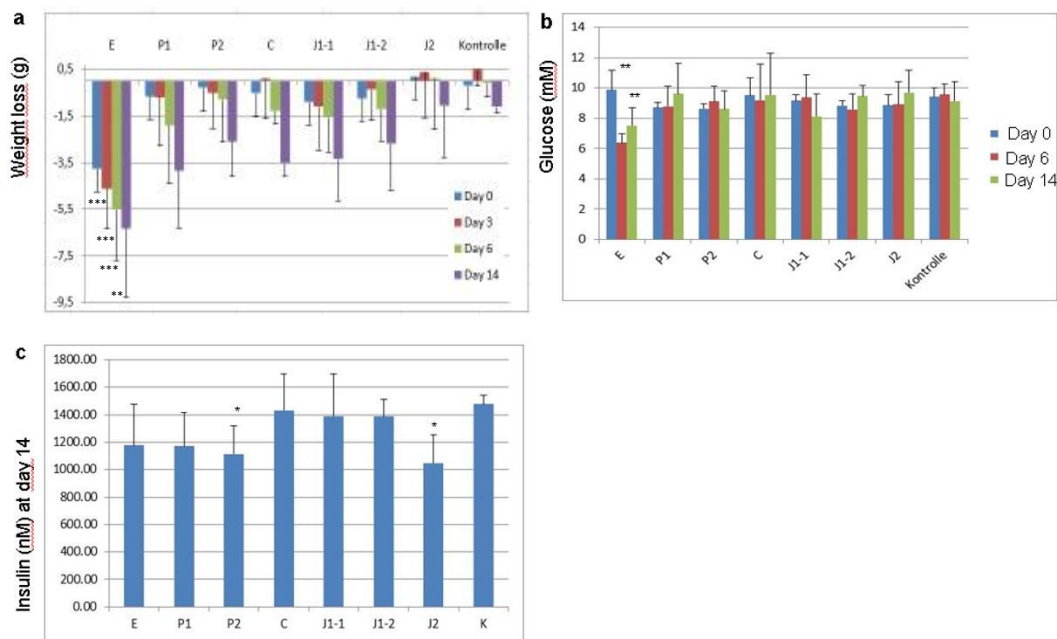 a
E P1 P2 C J1-1 J1-2 J2 Kontrolle
Weight loss (g)
0,5
-1,5
-3,5
-5,5
-7,5
-9,5
***
***
***
**
Day 0
Day 3
Day 6
Day 14
b
Glucose (mM)
14
12
10
8
6
4
2
0
**
**
E P1 P2 C J1-1 J1-2 J2 Kontrolle
Day 0
Day 6
Day 14
c
Insulin (nM) at day 14
1800.00
1600.00
1400.00
1200.00
1000.00
800.00
600.00
400.00
200.00
0.00
*
*
E P1 P2 C J1-1 J1-2 J2 K